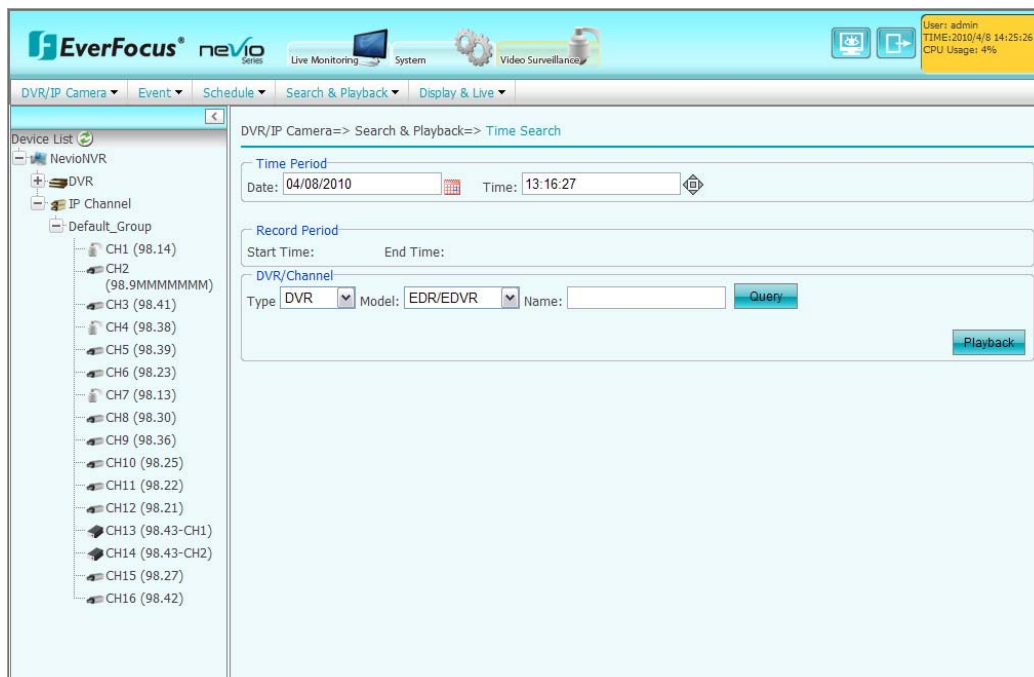 EverFocus® nevio Series
Live Monitoring System Video Surveillance
User: admin
TIME:2010/4/8 14:25:26
CPU Usage: 4%
DVR/IP Camera Event Schedule Search & Playback Display & Live
<
Device List
NevioNVR
DVR
IP Channel
Default_Group
CH1 (98.14)
CH2
(98.9MMMMMMM)
CH3 (98.41)
CH4 (98.38)
CH5 (98.39)
CH6 (98.23)
CH7 (98.13)
CH8 (98.30)
CH9 (98.36)
CH10 (98.25)
CH11 (98.22)
CH12 (98.21)
CH13 (98.43-CH1)
CH14 (98.43-CH2)
CH15 (98.27)
CH16 (98.42)
DVR/IP Camera=> Search & Playback=> Time Search
Time Period
Date: 04/08/2010 Time: 13:16:27
Record Period
Start Time: End Time:
DVR/Channel
Type DVR Model: EDR/EDVR Name: Query
Playback